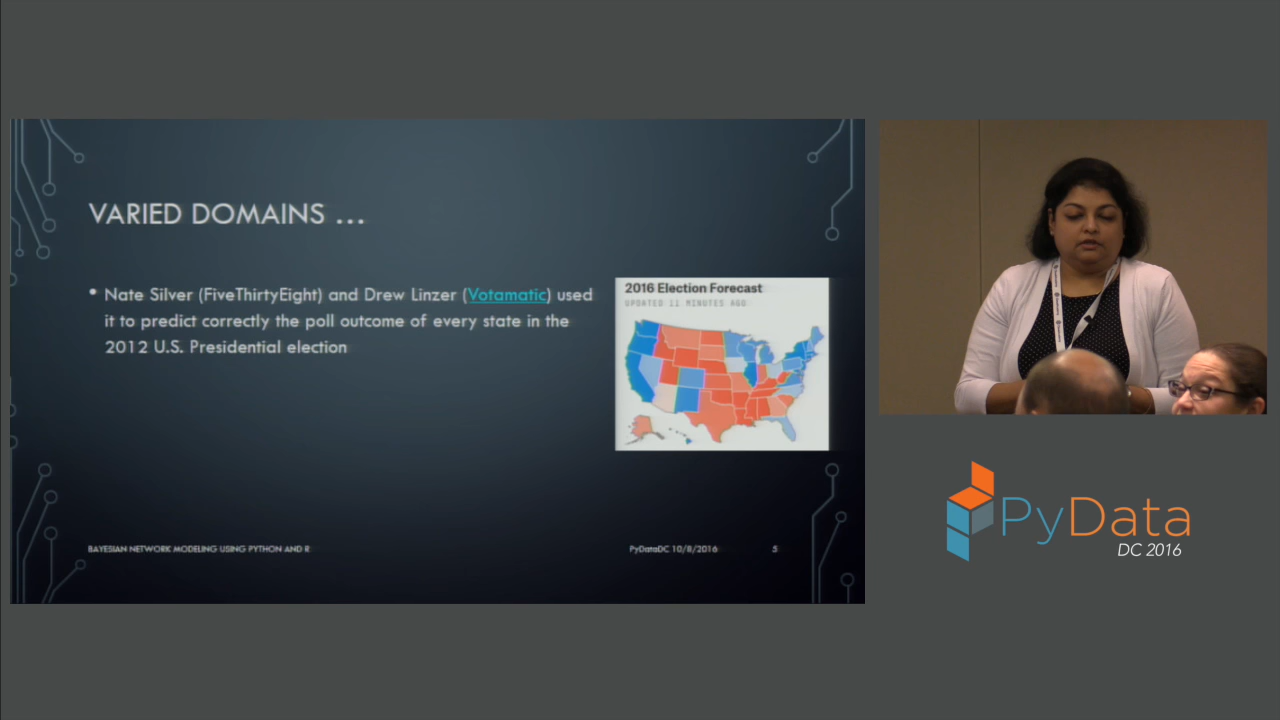 VARIED DOMAINS ...
• Nate Silver (FiveThirtyEight) and Drew Linzer (Votamatic) used
it to predict correctly the poll outcome of every state in the
2012 U.S. Presidential election
2016 Election Forecast
UPDATED 11 MINUTES AGO
BAYESIAN NETWORK MODELING USING PYTHON AND R
PyDataDC 10/8/2016
5
PyData
DC 2016